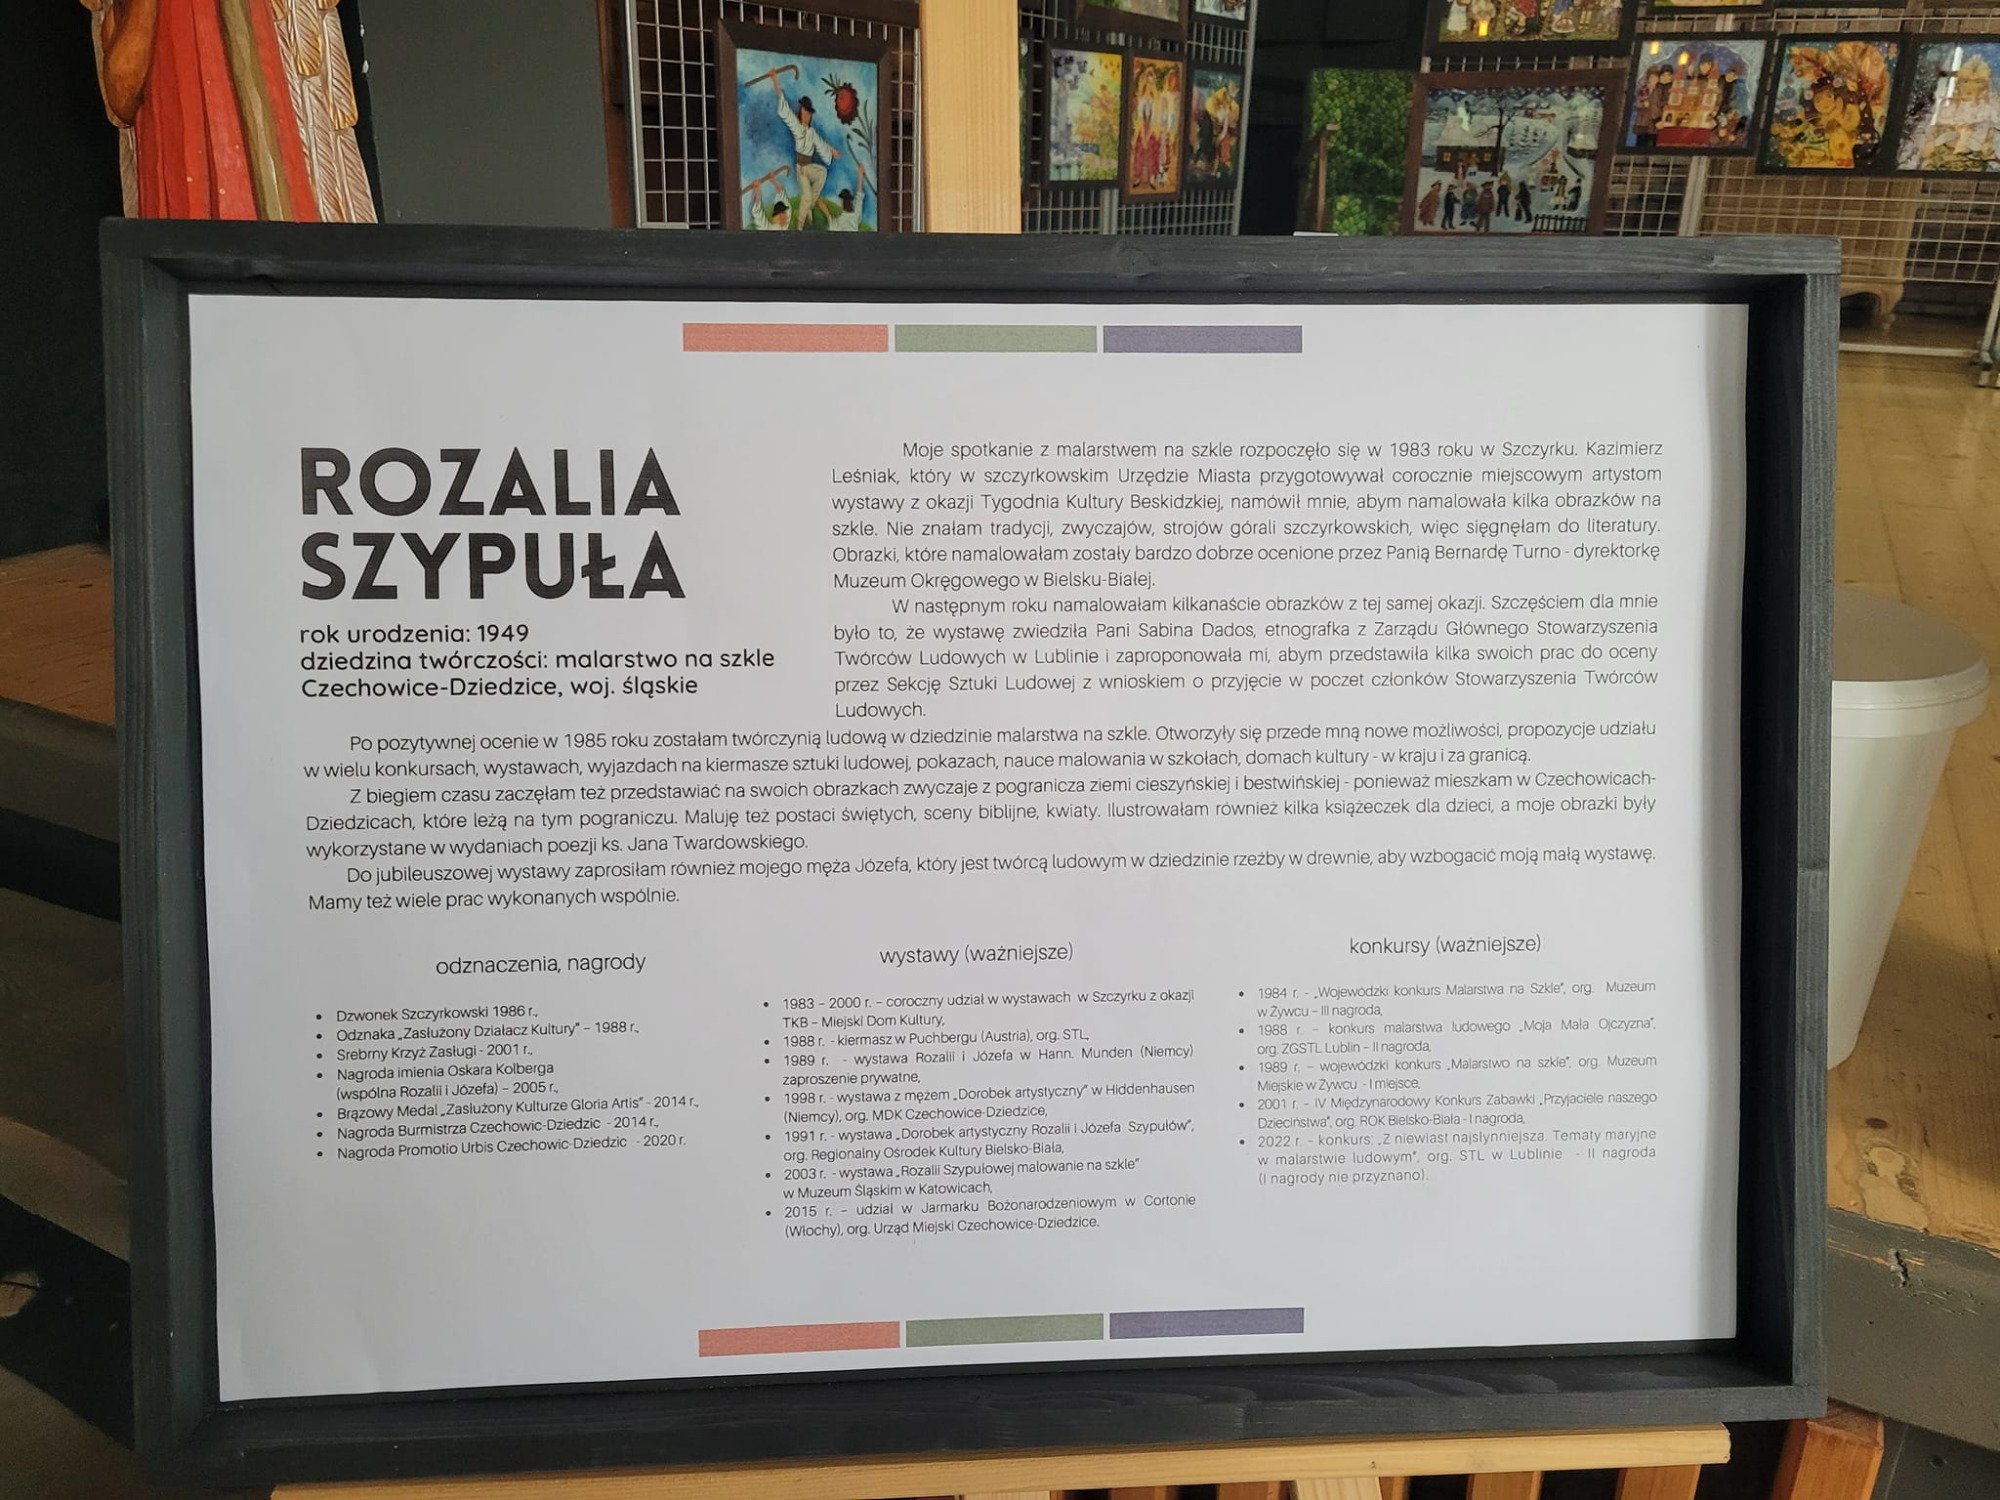 ROZALIA
SZYPUŁA
rok urodzenia: 1949
dziedzina twórczości: malarstwo na szkle
Czechowice-Dziedzice, woj. śląskie
Moje spotkanie z malarstwem na szkle rozpoczęło się w 1983 roku w Szczyrku. Kazimierz
Leśniak, który w szczyrkowskim Urzędzie Miasta przygotowywał corocznie miejscowym artystom
wystawy z okazji Tygodnia Kultury Beskidzkiej, namówił mnie, abym namalowała kilka obrazków na
szkle. Nie znałam tradycji, zwyczajów, strojów górali szczyrkowskich, więc sięgnęłam do literatury.
Obrazki, które namalowałam zostały bardzo dobrze ocenione przez Panią Bernardę Turno - dyrektorkę
Muzeum Okręgowego w Bielsku-Białej.
W następnym roku namalowałam kilkanaście obrazków z tej samej okazji. Szczęściem dla mnie
było to, że wystawę zwiedziła Pani Sabina Dados, etnografka z Zarządu Głównego Stowarzyszenia
Twórców Ludowych w Lublinie i zaproponowała mi, abym przedstawiła kilka swoich prac do oceny
przez Sekcję Sztuki Ludowej z wnioskiem o przyjęcie w poczet członków Stowarzyszenia Twórców
Ludowych.
Po pozytywnej ocenie w 1985 roku zostałam twórczynią ludową w dziedzinie malarstwa na szkle. Otworzyły się przede mną nowe możliwości, propozycje udziału
w wielu konkursach, wystawach, wyjazdach na kiermasze sztuki ludowej, pokazach, nauce malowania w szkołach, domach kultury - w kraju i za granicą.
Z biegiem czasu zaczęłam też przedstawiać na swoich obrazkach zwyczaje z pogranicza ziemi cieszyńskiej i bestwińskiej - ponieważ mieszkam w Czechowicach-
Dziedzicach, które leżą na tym pograniczu. Maluję też postaci świętych, sceny biblijne, kwiaty. Ilustrowałam również kilka książeczek dla dzieci, a moje obrazki były
wykorzystane w wydaniach poezji ks. Jana Twardowskiego.
Do jubileuszowej wystawy zaprosiłam również mojego męża Józefa, który jest twórcą ludowym w dziedzinie rzeźby w drewnie, aby wzbogacić moją małą wystawę.
Mamy też wiele prac wykonanych wspólnie.
odznaczenia, nagrody
• Dzwonek Szczyrkowski 1986 r.,
• Odznaka „Zasłużony Działacz Kultury” – 1988 r.,
• Srebrny Krzyż Zasługi - 2001 r.,
• Nagroda imienia Oskara Kolberga
(wspólna Rozalii i Józefa) – 2005 r.,
• Brązowy Medal „Zasłużony Kulturze Gloria Artis” - 2014 r.,
• Nagroda Burmistrza Czechowic-Dziedzic - 2014 r.,
• Nagroda Promotio Urbis Czechowic-Dziedzic - 2020 r.
wystawy (ważniejsze)
• 1983 – 2000 r. – coroczny udział w wystawach w Szczyrku z okazji
TKB – Miejski Dom Kultury,
• 1988 r. - kiermasz w Puchbergu (Austria), org. STL,
• 1989 r. - wystawa Rozalii i Józefa w Hann. Munden (Niemcy)
zaproszenie prywatne,
• 1998 r. - wystawa z mężem „Dorobek artystyczny” w Hiddenhausen
(Niemcy), org. MDK Czechowice-Dziedzice,
• 1991 r. - wystawa „Dorobek artystyczny Rozalii i Józefa Szypułów”,
org. Regionalny Ośrodek Kultury Bielsko-Biała,
• 2003 r. - wystawa „Rozalii Szypułowej malowanie na szkle”
w Muzeum Śląskim w Katowicach,
• 2015 r. – udział w Jarmarku Bożonarodzeniowym w Cortonie
(Włochy), org. Urząd Miejski Czechowice-Dziedzice.
konkursy (ważniejsze)
• 1984 r. - „Wojewódzki konkurs Malarstwa na Szkle”, org. Muzeum
w Żywcu – III nagroda,
• 1988 r. – konkurs malarstwa ludowego „Moja Mała Ojczyzna”,
org. ZGSTL Lublin – II nagroda,
• 1989 r. – wojewódzki konkurs „Malarstwo na szkle”, org. Muzeum
Miejskie w Żywcu - I miejsce,
• 2001 r. – IV Międzynarodowy Konkurs Zabawki „Przyjaciele naszego
Dzieciństwa”, org. ROK Bielsko-Biała - I nagroda,
• 2022 r. – konkurs: „Z niewiast najsłynniejsza. Tematy maryjne
w malarstwie ludowym”, org. STL w Lublinie - II nagroda
(I nagrody nie przyznano).